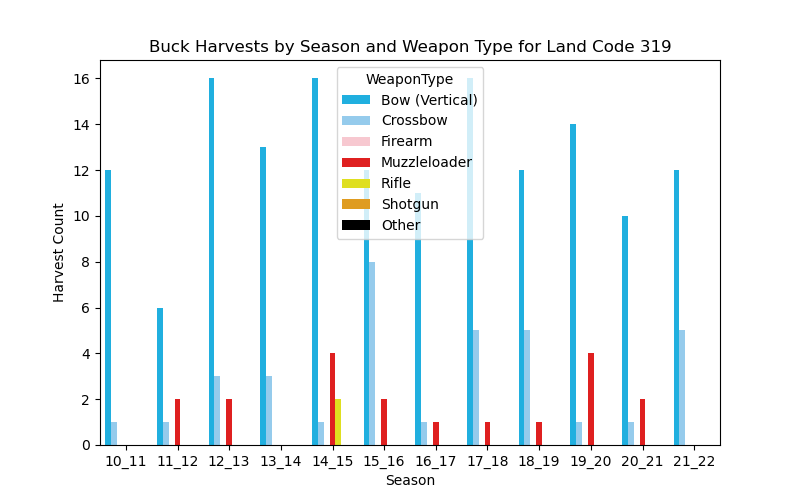 Buck Harvests by Season and Weapon Type for Land Code 319
WeaponType
Bow (Vertical)
Crossbow
Firearm
Muzzleloader
Rifle
Shotgun
Other
Harvest Count
16
14
12
10
8
6
4
2
0
10_11 11_12 12_13 13_14 14_15 15_16 16_17 17_18 18_19 19_20 20_21 21_22
Season